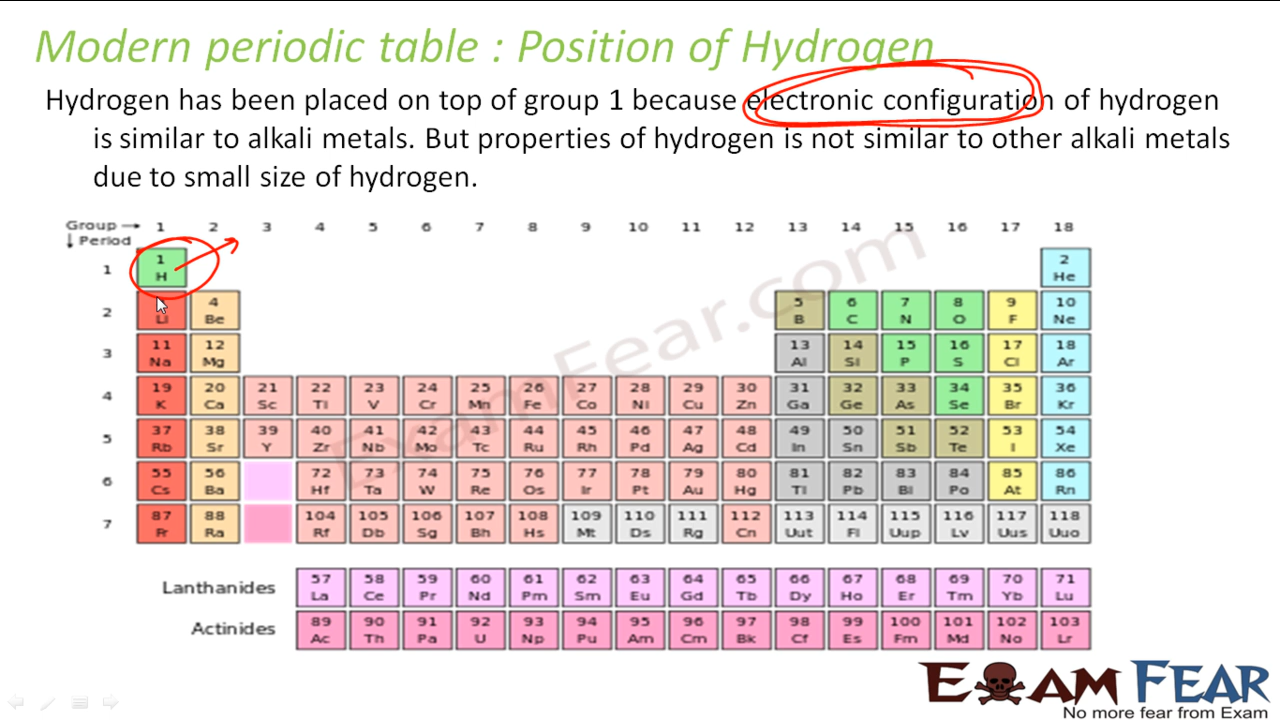 Modern periodic table : Position of Hydrogen
Hydrogen has been placed on top of group 1 because electronic configuration of hydrogen
is similar to alkali metals. But properties of hydrogen is not similar to other alkali metals
due to small size of hydrogen.
Group → 1 2 3 4 5 6 7 8 9 10 11 12 13 14 15 16 17 18
↓ Period
1 1 2
H He
2 4 5 6 7 8 9 10
Li Be B C N O F Ne
3 11 12 13 14 15 16 17 18
Na Mg Al Si P S Cl Ar
4 19 20 21 22 23 24 25 26 27 28 29 30 31 32 33 34 35 36
K Ca Sc Ti V Cr Mn Fe Co Ni Cu Zn Ga Ge As Se Br Kr
5 37 38 39 40 41 42 43 44 45 46 47 48 49 50 51 52 53 54
Rb Sr Y Zr Nb Mo Tc Ru Rh Pd Ag Cd In Sn Sb Te I Xe
6 55 56 72 73 74 75 76 77 78 79 80 81 82 83 84 85 86
Cs Ba Hf Ta W Re Os Ir Pt Au Hg Tl Pb Bi Po At Rn
7 87 88 104 105 106 107 108 109 110 111 112 113 114 115 116 117 118
Fr Ra Rf Db Sg Bh Hs Mt Ds Rg Cn Uut Fl Uup Lv Uus Uuo
ExamFear.com
Lanthanides 57 58 59 60 61 62 63 64 65 66 67 68 69 70 71
La Ce Pr Nd Pm Sm Eu Gd Tb Dy Ho Er Tm Yb Lu
Actinides 89 90 91 92 93 94 95 96 97 98 99 100 101 102 103
Ac Th Pa U Np Pu Am Cm Bk Cf Es Fm Md No Lr
EXAM FEAR
No more fear from Exam